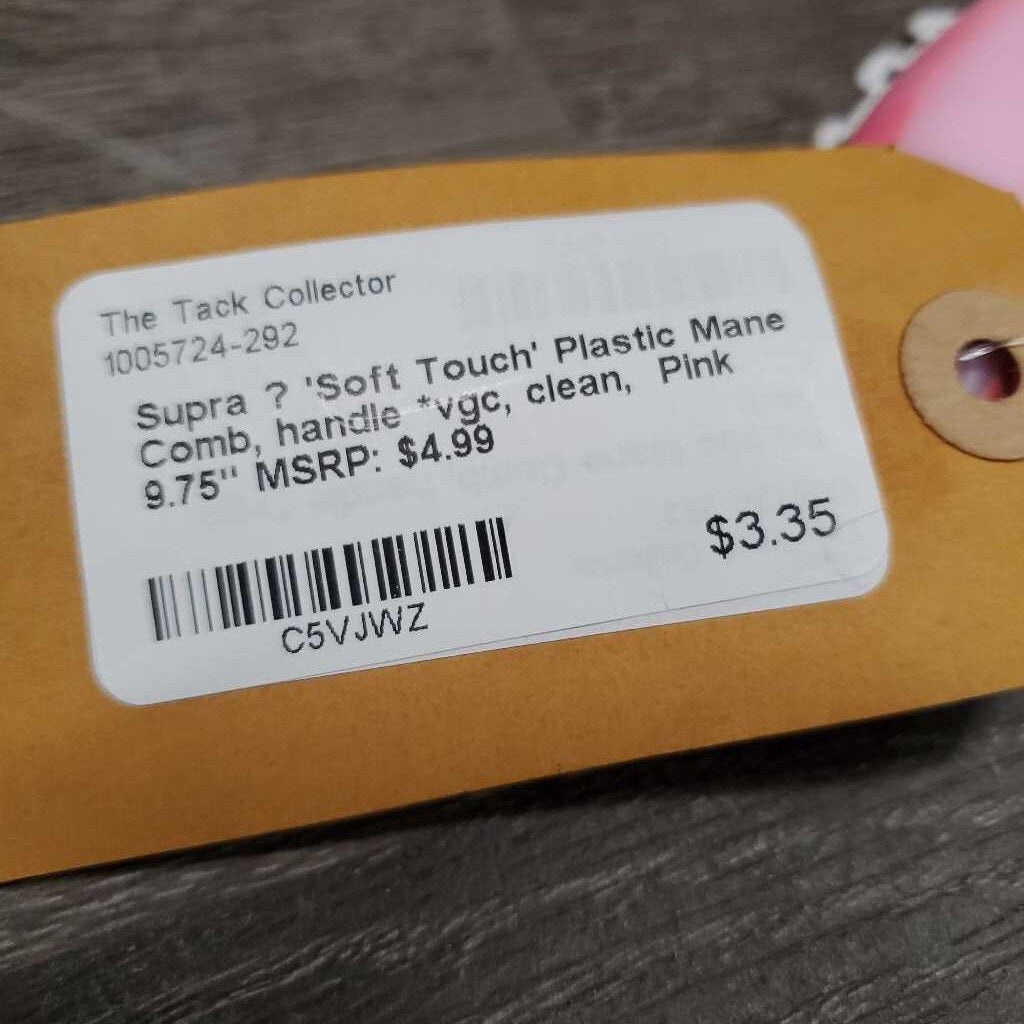 The Tack Collector
1005724-292
Supra ? 'Soft Touch' Plastic Mane
Comb, handle *vgc, clean, Pink
9.75" MSRP: $4.99
$3.35
C5VJWZ